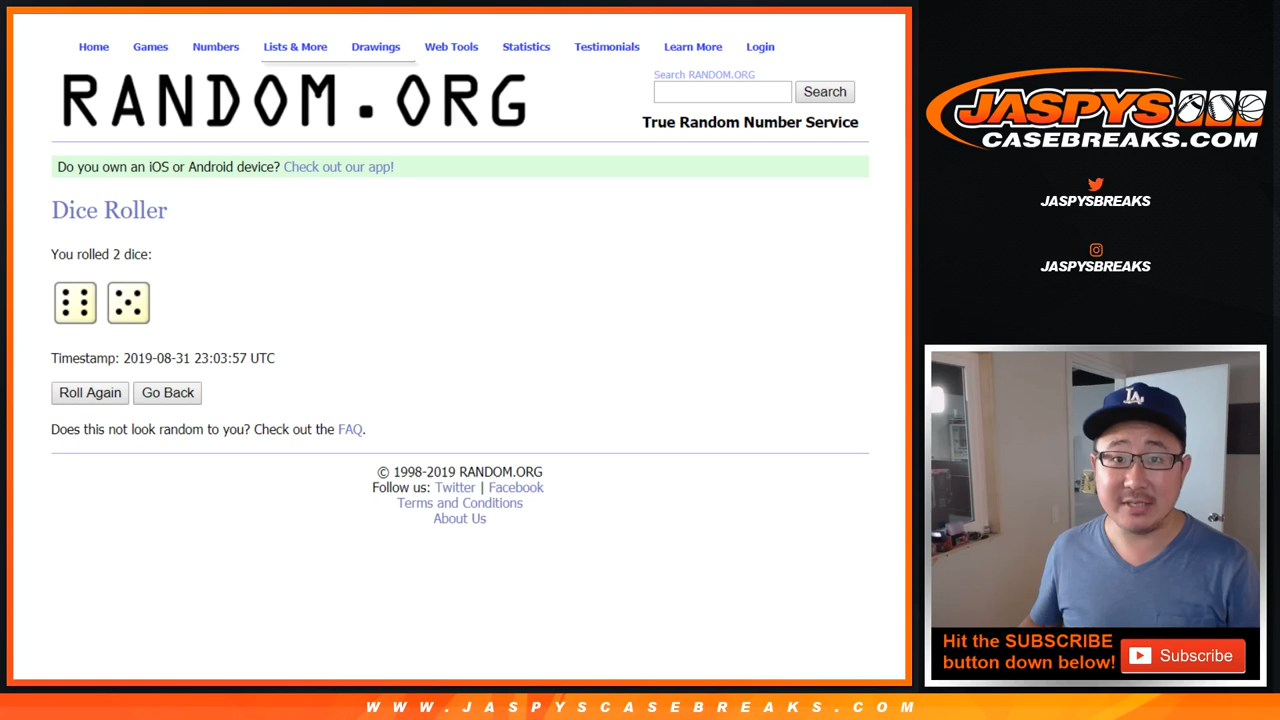 Home Games Numbers Lists & More Drawings Web Tools Statistics Testimonials Learn More Login
RANDOM.ORG
Search RANDOM.ORG
Search
True Random Number Service
Do you own an iOS or Android device? Check out our app!
Dice Roller
You rolled 2 dice:
Timestamp: 2019-08-31 23:03:57 UTC
Roll Again Go Back
Does this not look random to you? Check out the FAQ.
© 1998-2019 RANDOM.ORG
Follow us: Twitter | Facebook
Terms and Conditions
About Us
JASPYS
CASEBREAKS.COM
JASPYSBREAKS
JASPYSBREAKS
LA
Hit the SUBSCRIBE
button down below!
Subscribe
WWW.JASPYSCASEBREAKS.COM